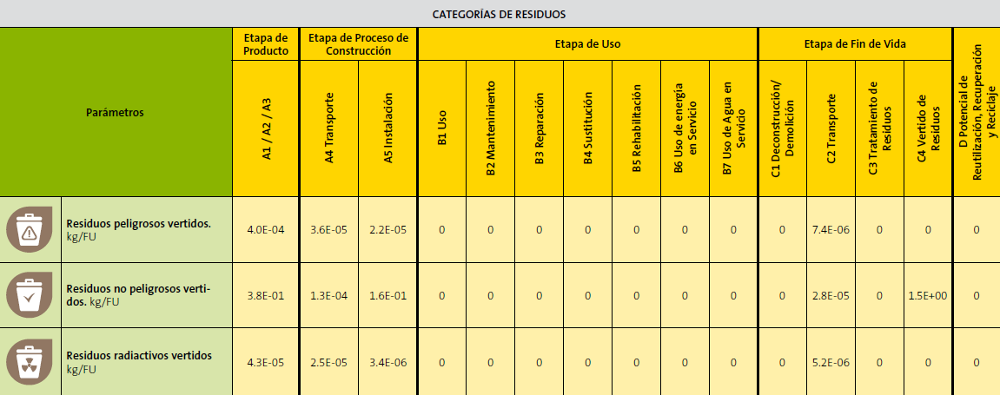 CATEGORÍAS DE RESIDUOS
Parámetros
Etapa de
Producto
Etapa de Proceso de
Construcción
Etapa de Uso
Etapa de Fin de Vida
D Potencial de
Reutilización, Recuperación
y Reciclaje
A1 / A2 / A3
A4 Transporte
A5 Instalación
B1 Uso
B2 Mantenimiento
B3 Reparación
B4 Sustitución
B5 Rehabilitación
B6 Uso de energía
en Servicio
B7 Uso de Agua en
Servicio
C1 Deconstrucción/
Demolición
C2 Transporte
C3 Tratamiento de
Residuos
C4 Vertido de
Residuos
Residuos peligrosos vertidos.
kg/FU
4.0E-04 3.6E-05 2.2E-05 0 0 0 0 0 0 0 0 7.4E-06 0 0 0
Residuos no peligrosos verti-
dos. kg/FU
3.8E-01 1.3E-04 1.6E-01 0 0 0 0 0 0 0 0 2.8E-05 0 1.5E+00 0
Residuos radiactivos vertidos
kg/FU
4.3E-05 2.5E-05 3.4E-06 0 0 0 0 0 0 0 0 5.2E-06 0 0 0